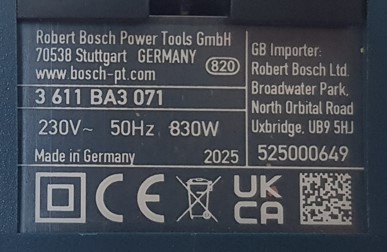 Robert Bosch Power Tools GmbH
70538 Stuttgart GERMANY
www.bosch-pt.com
820
3 611 BA3 071
230V~ 50Hz 830W
Made in Germany 2025
GB Importer:
Robert Bosch Ltd.
Broadwater Park,
North Orbital Road
Uxbridge, UB9 5HJ
525000649
CE
UK
CA